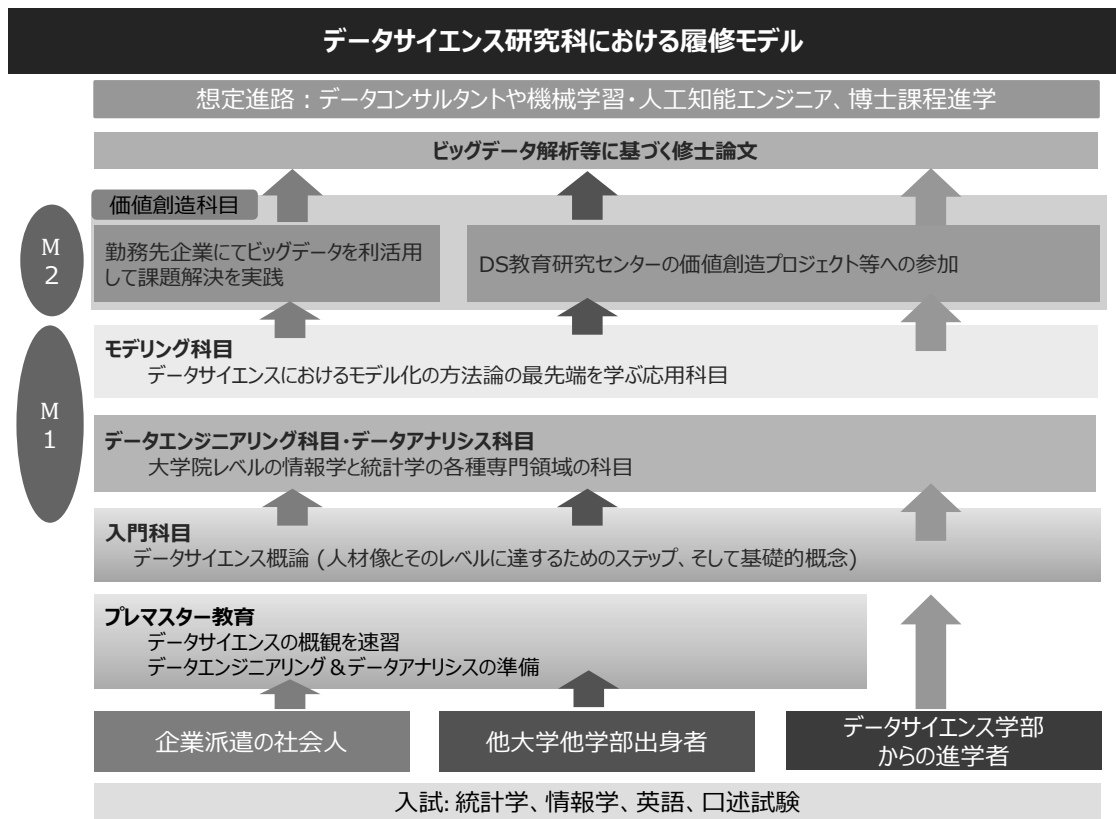 データサイエンス研究科における履修モデル
想定進路：データコンサルタントや機械学習・人工知能エンジニア、博士課程進学
ビッグデータ解析等に基づく修士論文
価値創造科目
M
2
勤務先企業にてビッグデータを利活用
して課題解決を実践
DS教育研究センターの価値創造プロジェクト等への参加
モデリング科目
データサイエンスにおけるモデル化の方法論の最先端を学ぶ応用科目
M
1
データエンジニアリング科目・データアナリシス科目
大学院レベルの情報学と統計学の各種専門領域の科目
入門科目
データサイエンス概論 (人材像とそのレベルに達するためのステップ、そして基礎的概念)
プレマスター教育
データサイエンスの概観を速習
データエンジニアリング＆データアナリシスの準備
企業派遣の社会人
他大学他学部出身者
データサイエンス学部
からの進学者
入試: 統計学、情報学、英語、口述試験